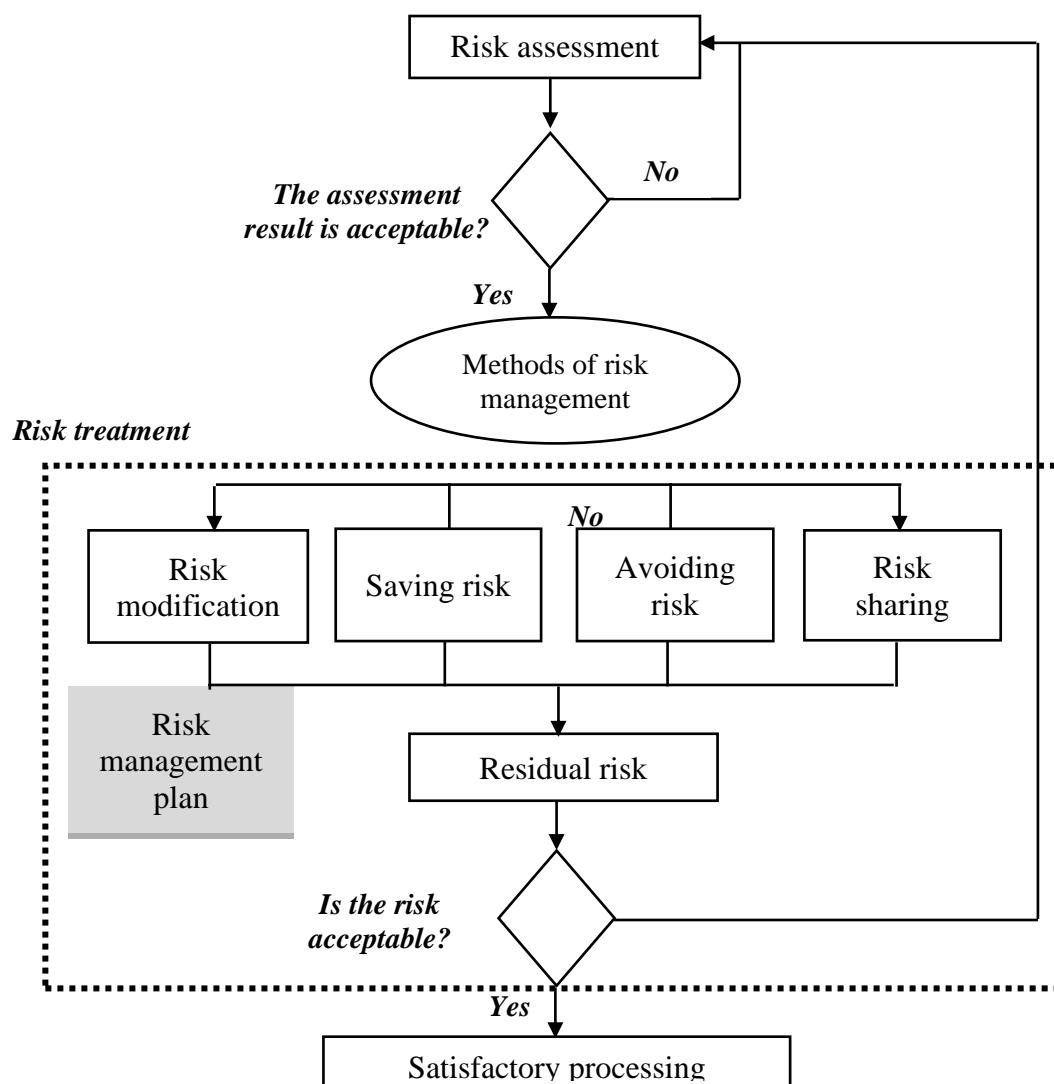 Risk assessment
No
The assessment
result is acceptable?
Yes
Methods of risk
management
Risk treatment
No
Risk
modification
Saving risk
Avoiding
risk
Risk
sharing
Risk
management
plan
Residual risk
Is the risk
acceptable?
Yes
Satisfactory processing